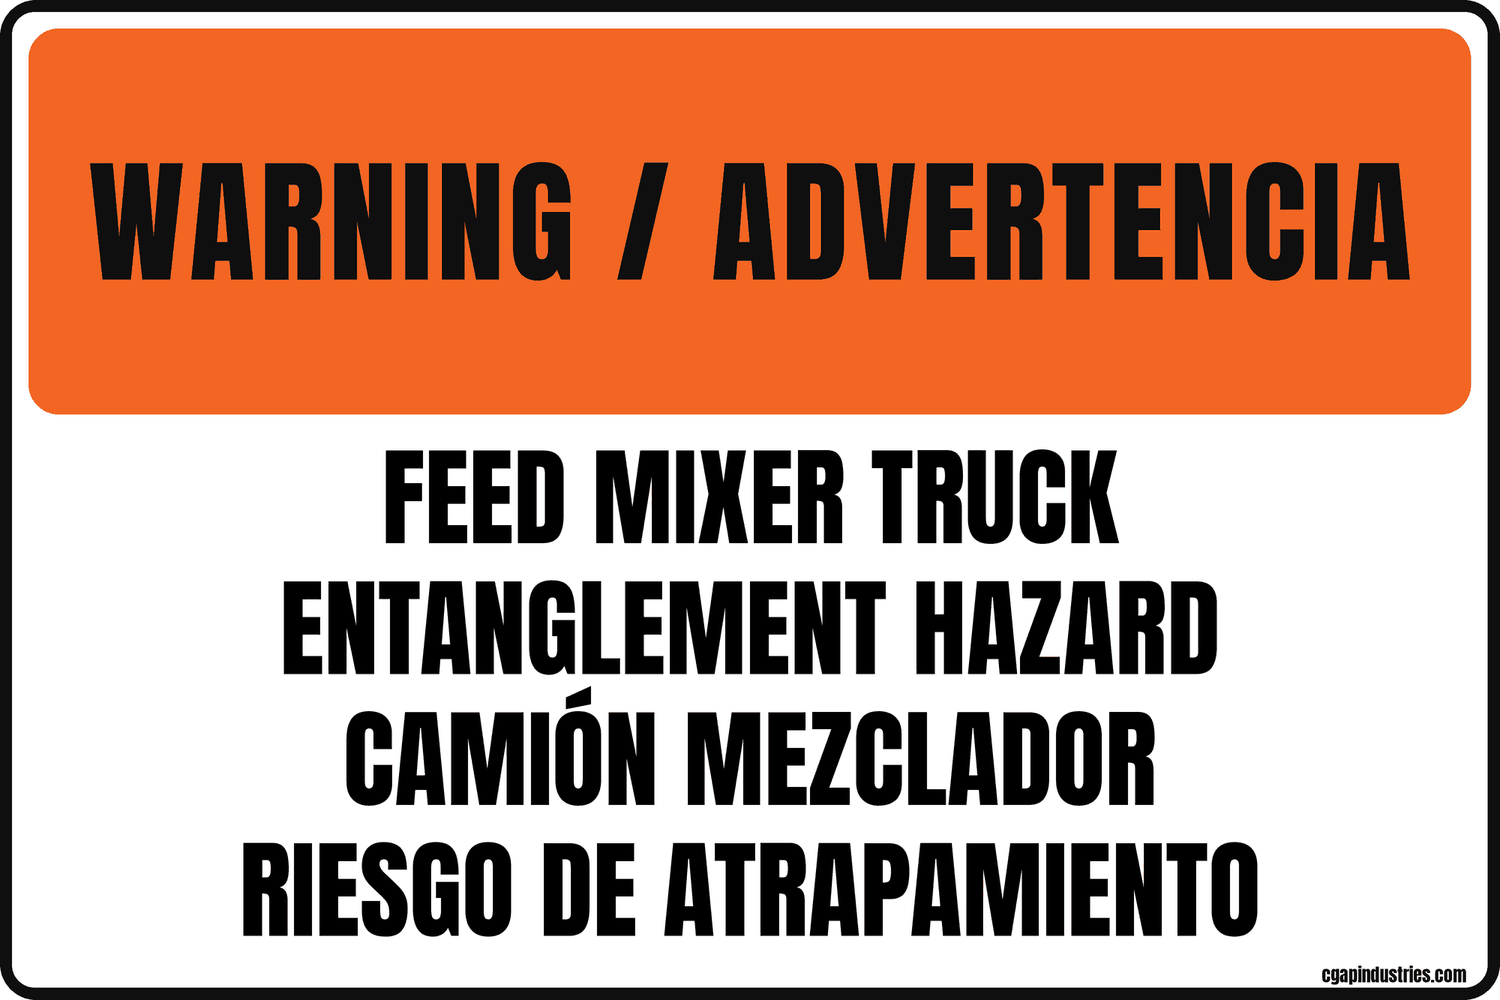 WARNING / ADVERTENCIA
FEED MIXER TRUCK
ENTANGLEMENT HAZARD
CAMIÓN MEZCLADOR
RIESGO DE ATRAPAMIENTO
cgapindustries.com